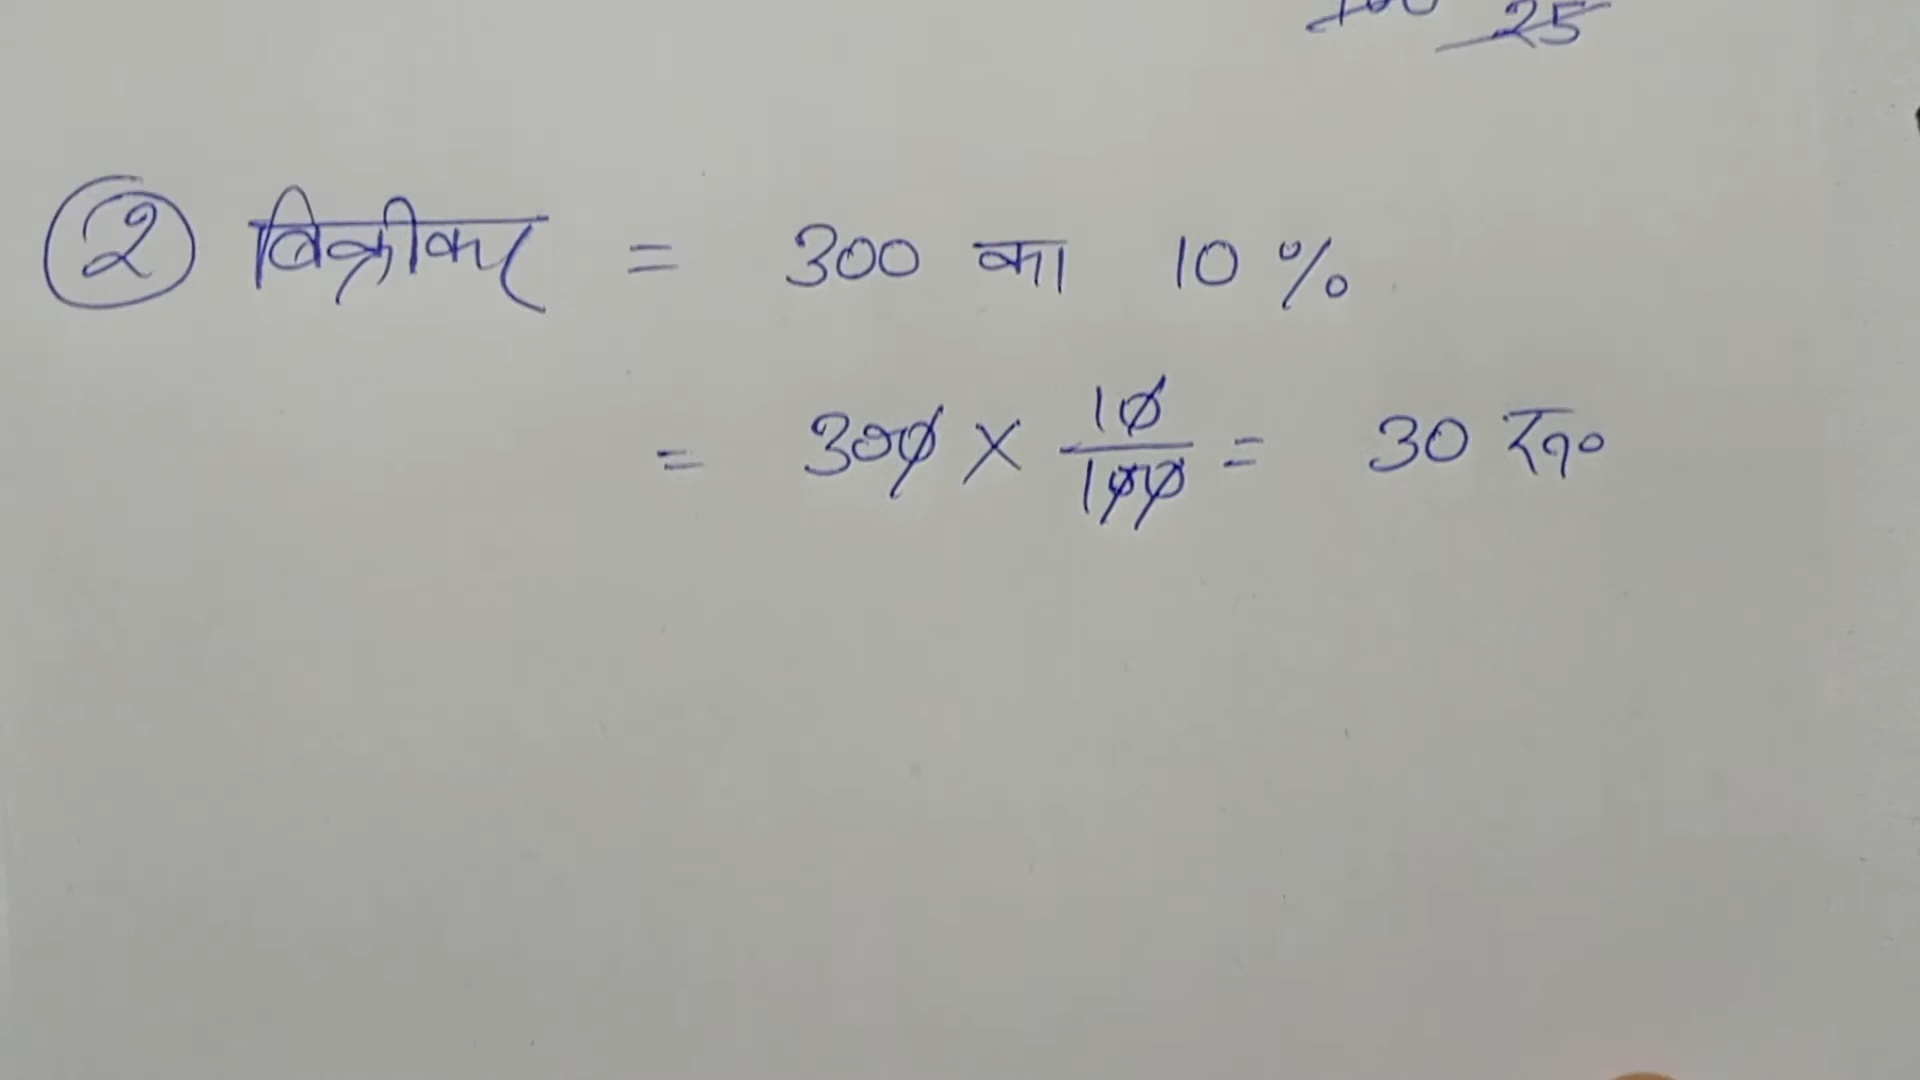 25
② बिक्रीकर = 300 का 10 %
= 300 × 10/100 = 30 रु०